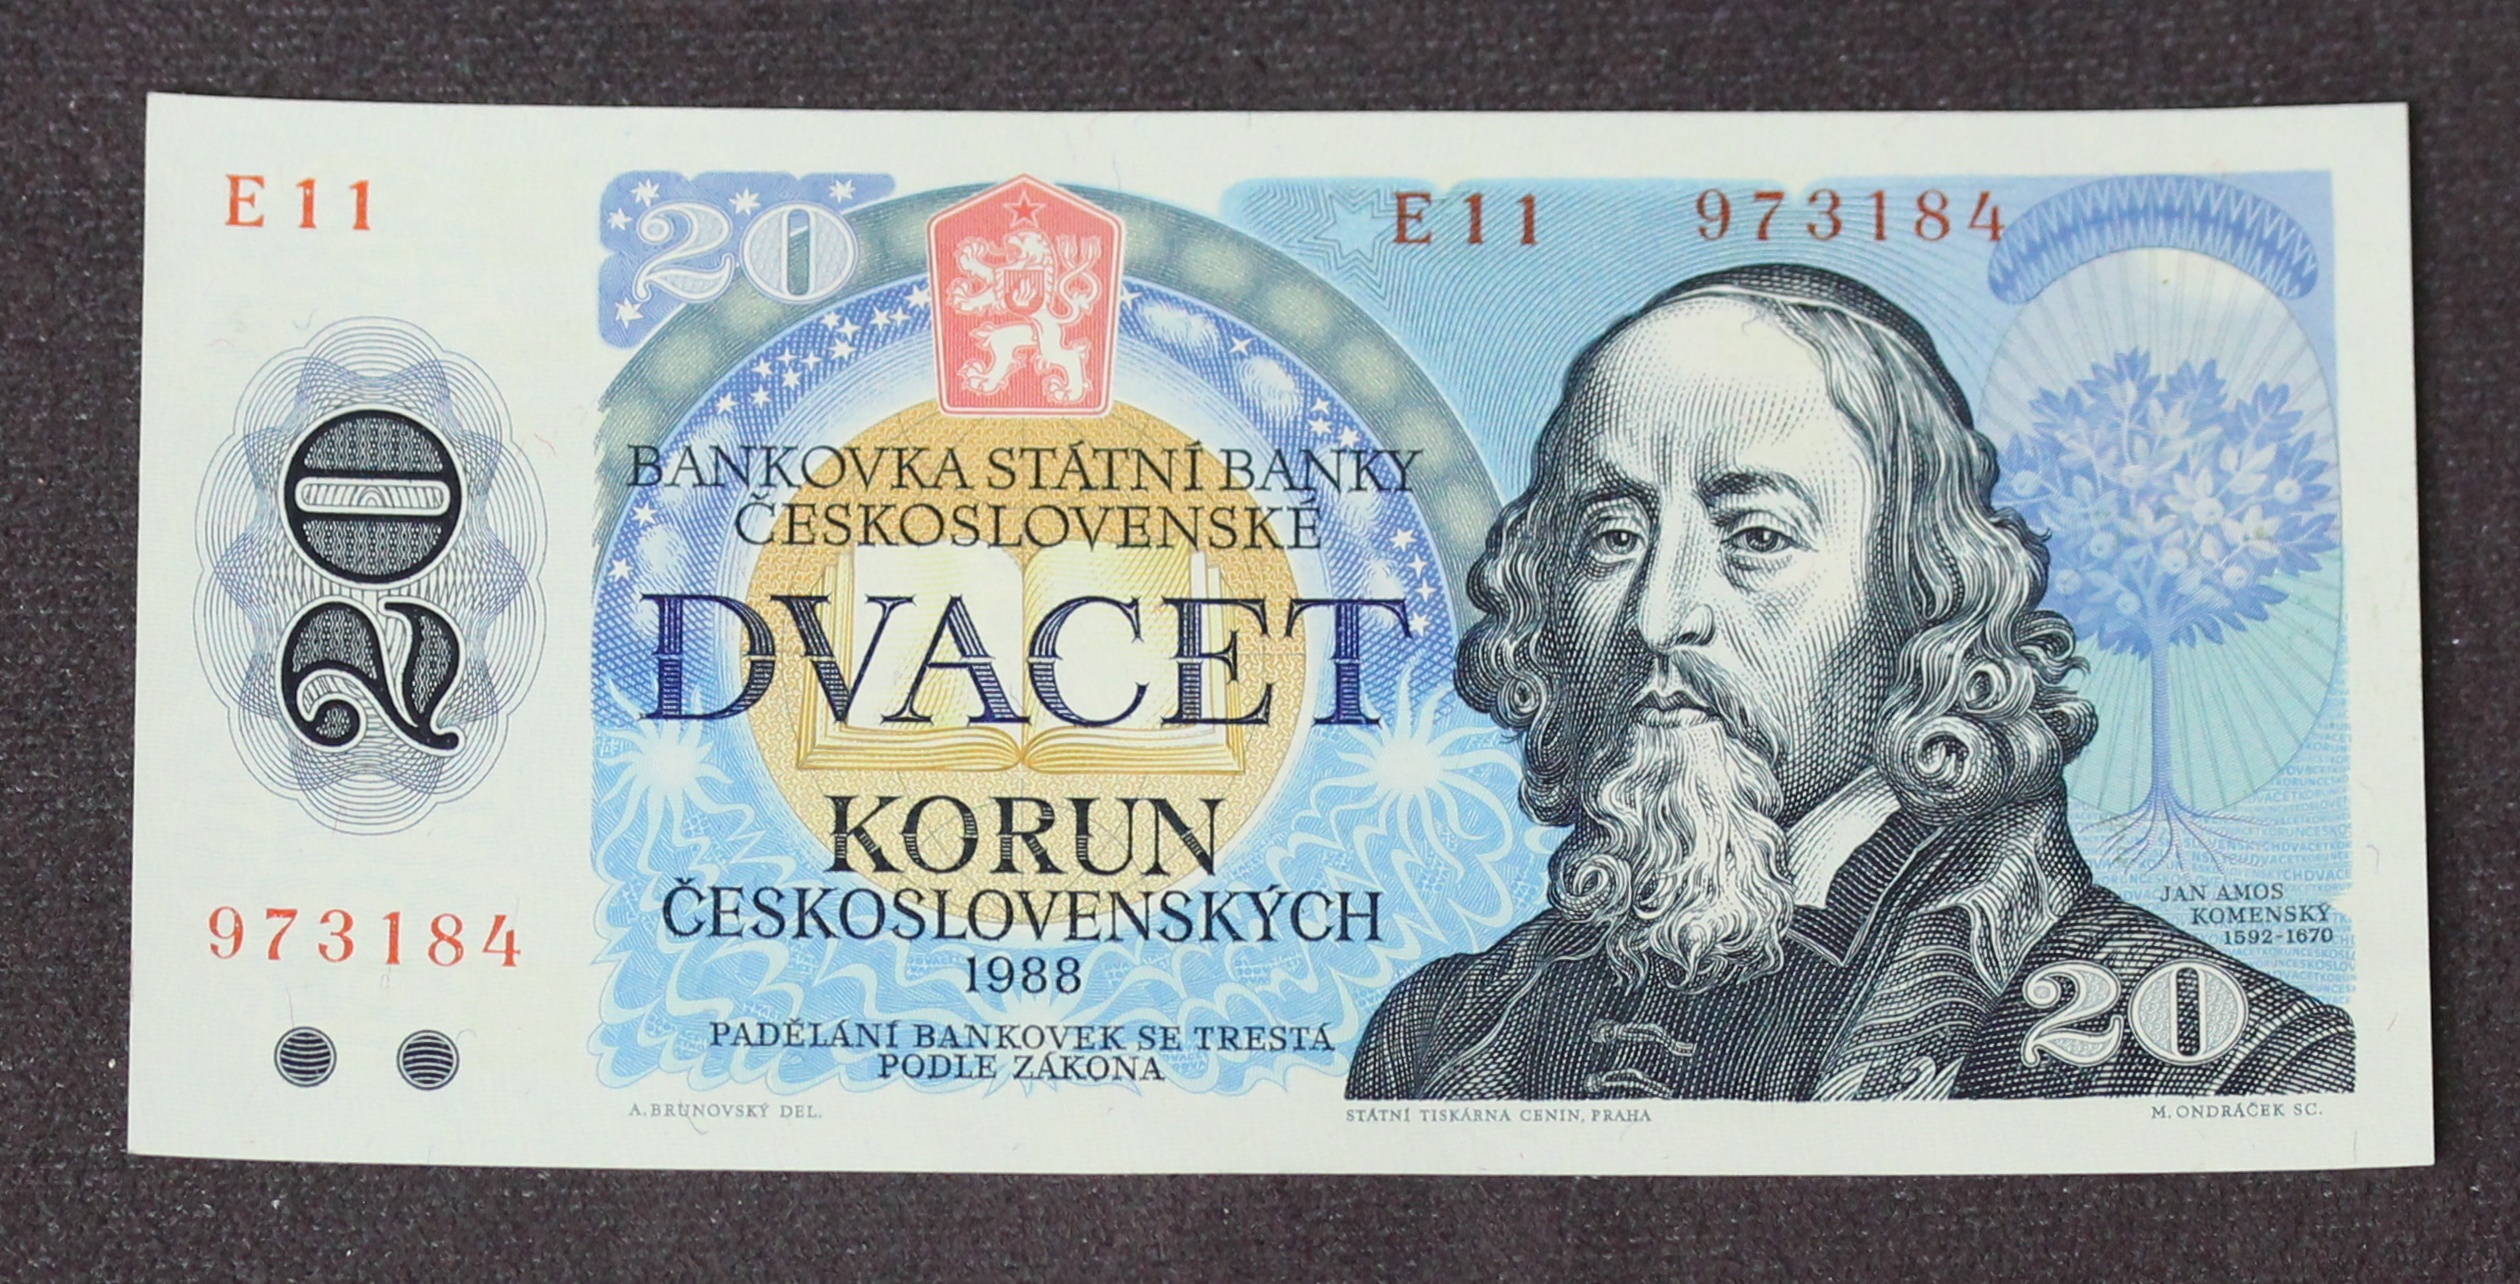 E11
20
E11 973184
20
BANKOVKA STÁTNÍ BANKY
ČESKOSLOVENSKÉ
DVACET
KORUN
ČESKOSLOVENSKÝCH
1988
PADĚLÁNÍ BANKOVEK SE TRESTÁ
PODLE ZÁKONA
973184
JAN AMOS
KOMENSKÝ
1592-1670
20
A. BRUNOVSKÝ DEL.
STÁTNÍ TISKÁRNA CENIN, PRAHA
M. ONDRÁČEK SC.